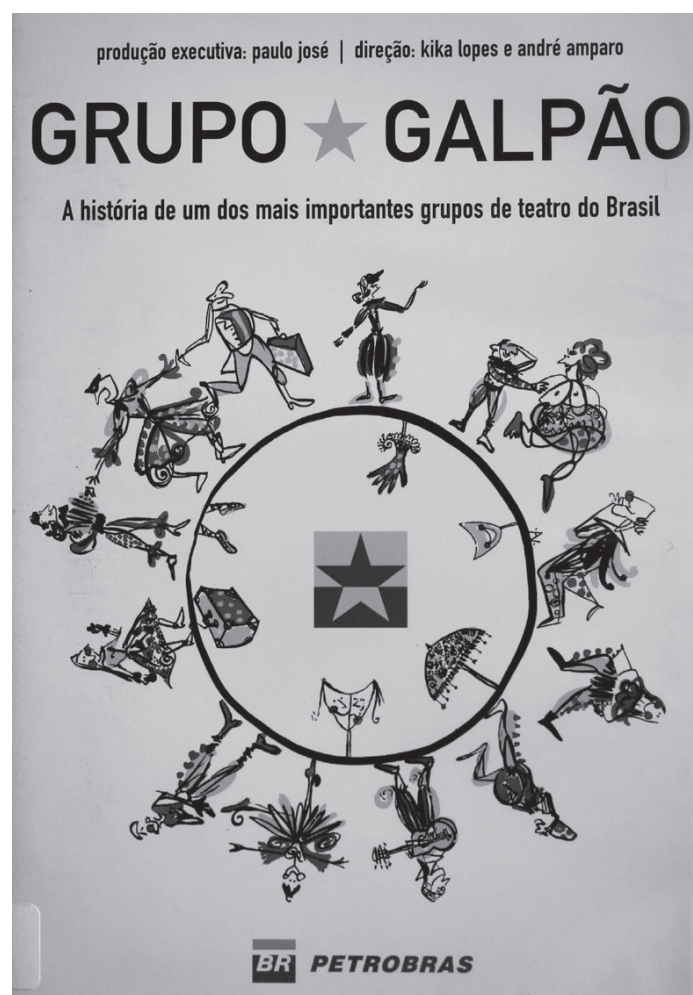 produção executiva: paulo josé | direção: kika lopes e andré amparo
GRUPO GALPÃO
A história de um dos mais importantes grupos de teatro do Brasil
BR PETROBRAS